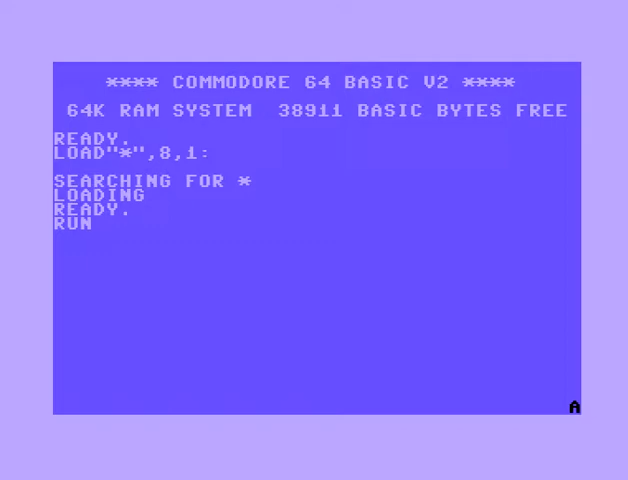 **** COMMODORE 64 BASIC V2 ****
64K RAM SYSTEM  38911 BASIC BYTES FREE
READY.
LOAD"*",8,1:
SEARCHING FOR *
LOADING
READY.
RUN
A